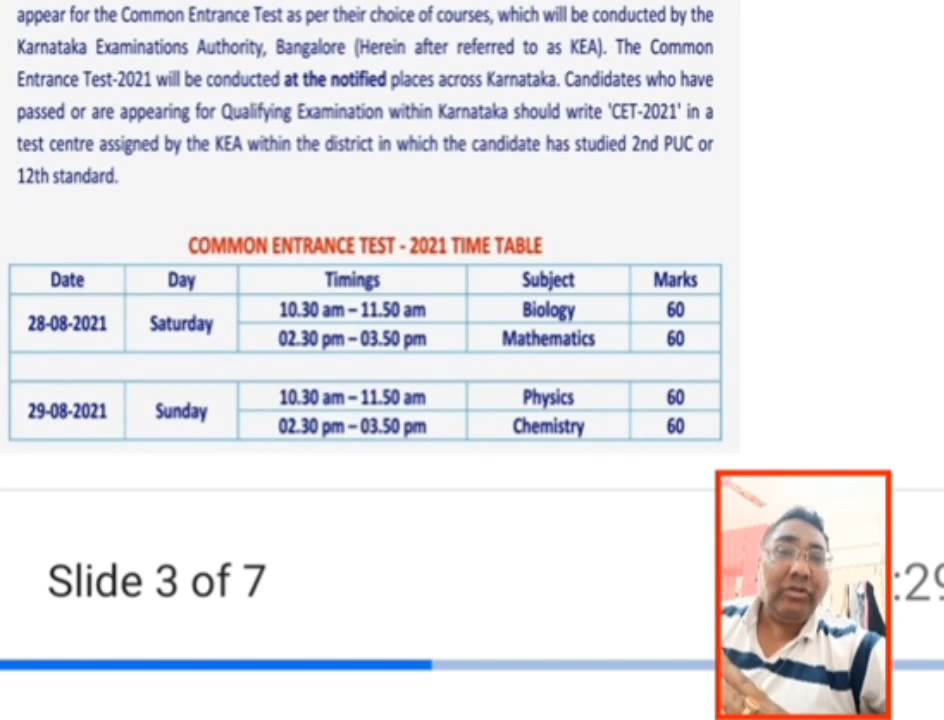 appear for the Common Entrance Test as per their choice of courses, which will be conducted by the
Karnataka Examinations Authority, Bangalore (Herein after referred to as KEA). The Common
Entrance Test-2021 will be conducted at the notified places across Karnataka. Candidates who have
passed or are appearing for Qualifying Examination within Karnataka should write 'CET-2021' in a
test centre assigned by the KEA within the district in which the candidate has studied 2nd PUC or
12th standard.
COMMON ENTRANCE TEST - 2021 TIME TABLE
Date Day Timings Subject Marks
28-08-2021 Saturday 10.30 am – 11.50 am Biology 60
02.30 pm – 03.50 pm Mathematics 60
29-08-2021 Sunday 10.30 am – 11.50 am Physics 60
02.30 pm – 03.50 pm Chemistry 60
Slide 3 of 7